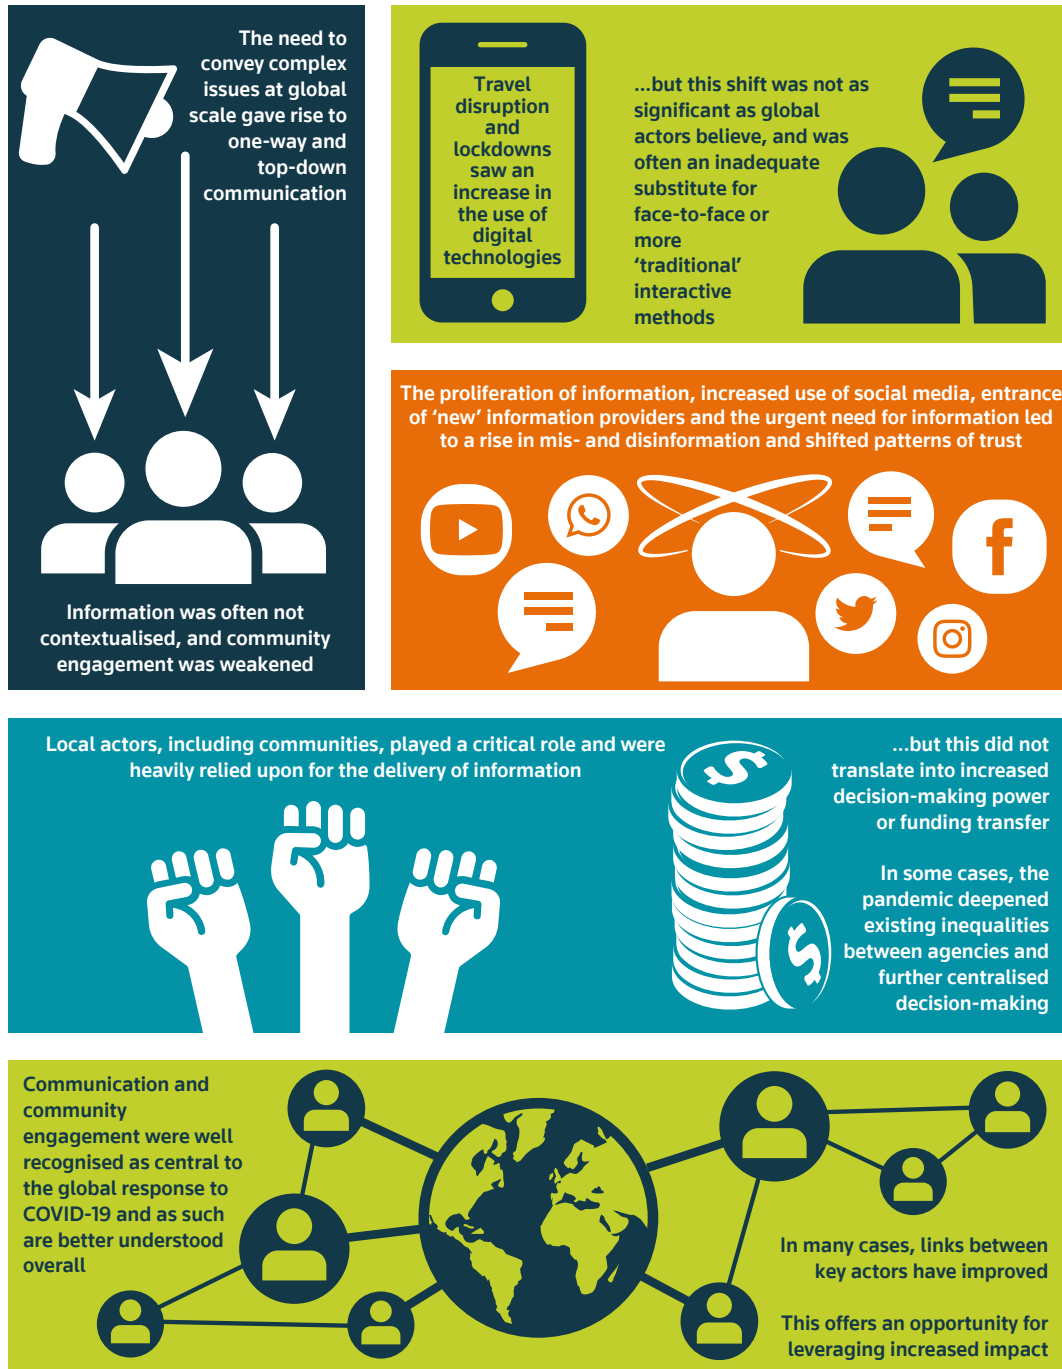 The need to
convey complex
issues at global
scale gave rise to
one-way and
top-down
communication
Information was often not
contextualised, and community
engagement was weakened
Travel
disruption
and
lockdowns
saw an
increase in
the use of
digital
technologies
...but this shift was not as
significant as global
actors believe, and was
often an inadequate
substitute for
face-to-face or
more
‘traditional’
interactive
methods
The proliferation of information, increased use of social media, entrance
of ‘new’ information providers and the urgent need for information led
to a rise in mis- and disinformation and shifted patterns of trust
Local actors, including communities, played a critical role and were
heavily relied upon for the delivery of information
...but this did not
translate into increased
decision-making power
or funding transfer
In some cases, the
pandemic deepened
existing inequalities
between agencies and
further centralised
decision-making
Communication and
community
engagement were well
recognised as central to
the global response to
COVID-19 and as such
are better understood
overall
In many cases, links between
key actors have improved
This offers an opportunity for
leveraging increased impact